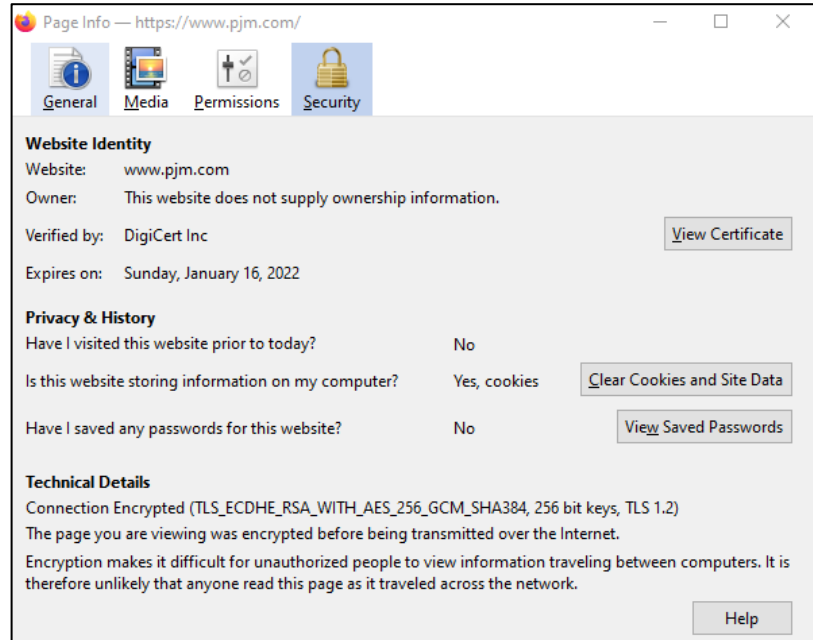 Page Info — https://www.pjm.com/
General Media Permissions Security
Website Identity
Website: www.pjm.com
Owner: This website does not supply ownership information.
Verified by: DigiCert Inc View Certificate
Expires on: Sunday, January 16, 2022
Privacy & History
Have I visited this website prior to today? No
Is this website storing information on my computer? Yes, cookies Clear Cookies and Site Data
Have I saved any passwords for this website? No View Saved Passwords
Technical Details
Connection Encrypted (TLS_ECDHE_RSA_WITH_AES_256_GCM_SHA384, 256 bit keys, TLS 1.2)
The page you are viewing was encrypted before being transmitted over the Internet.
Encryption makes it difficult for unauthorized people to view information traveling between computers. It is
therefore unlikely that anyone read this page as it traveled across the network.
Help